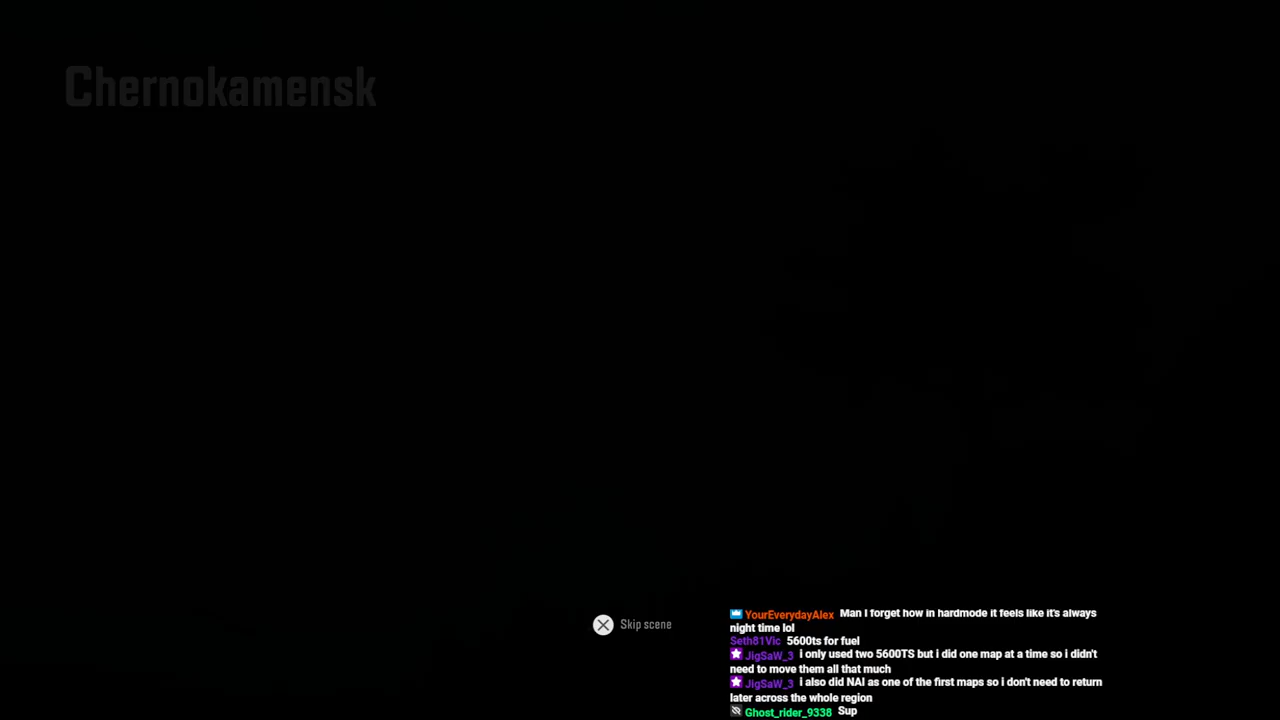 Chernokamensk
Skip scene
YourEverydayAlex Man I forget how in hardmode it feels like it's always
night time lol
Seth81Vic 5600ts for fuel
JigSaW_3 i only used two 5600TS but i did one map at a time so i didn't
need to move them all that much
JigSaW_3 i also did NAI as one of the first maps so i don't need to return
later across the whole region
Ghost_rider_9338 Sup